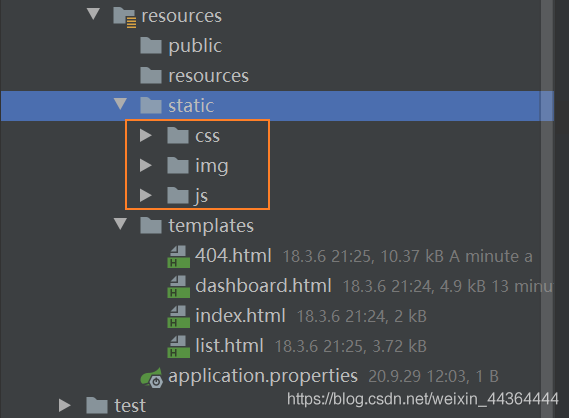 resources
public
resources
static
css
img
js
templates
404.html 18.3.6 21:25, 10.37 kB A minute a
dashboard.html 18.3.6 21:25, 4.9 kB 13 minu
index.html 18.3.6 21:24, 2 kB
list.html 18.3.6 21:25, 3.72 kB
application.properties 20.9.29 12:03, 1 B
test
https://blog.csdn.net/weixin_44364444